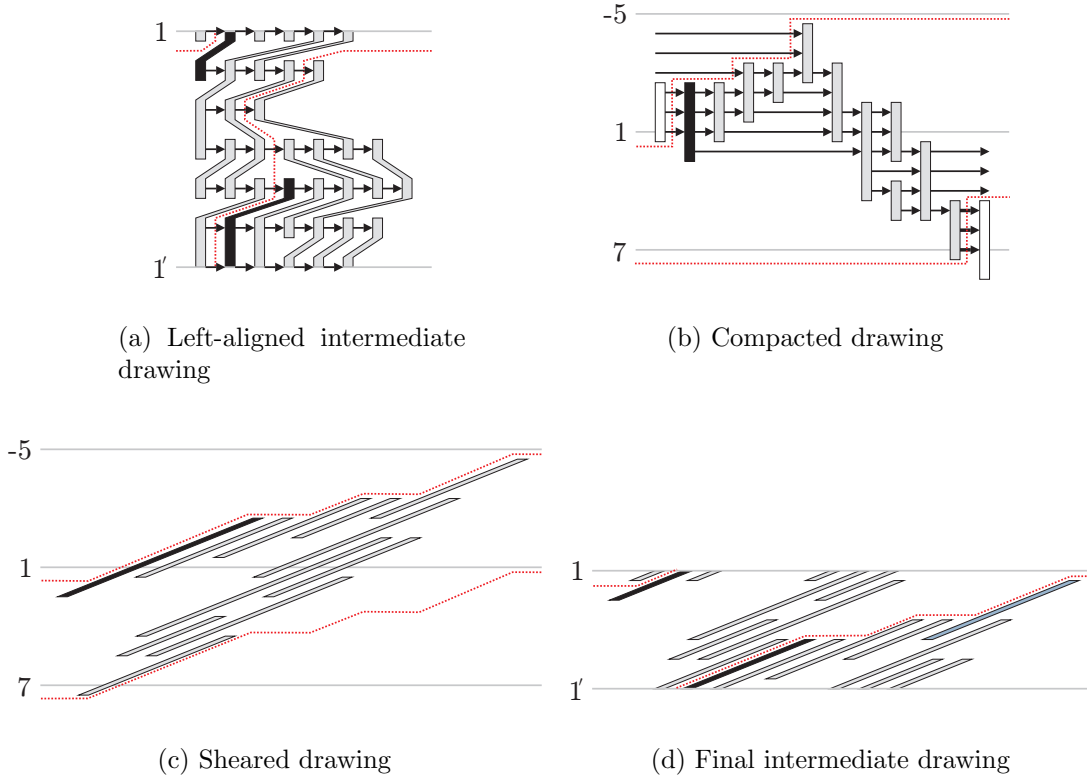 1
1′
(a) Left-aligned intermediate
drawing
-5
1
7
(b) Compacted drawing
-5
1
7
(c) Sheared drawing
1
1′
(d) Final intermediate drawing